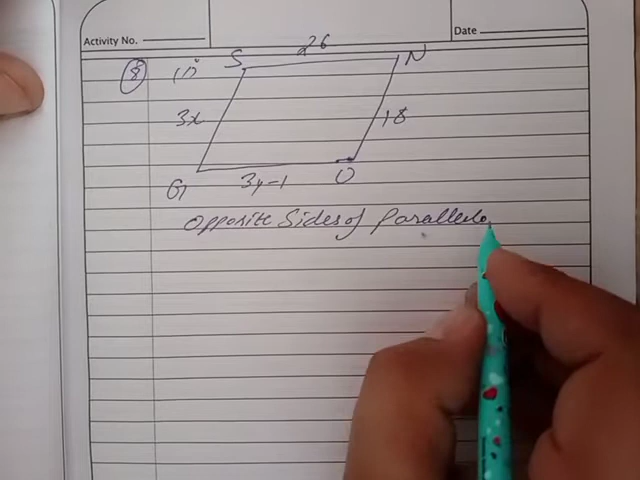 Activity No.
Date
8 (i) S 26 N
3x 18
G 3y-1 U
Opposite Sides of Parallelo